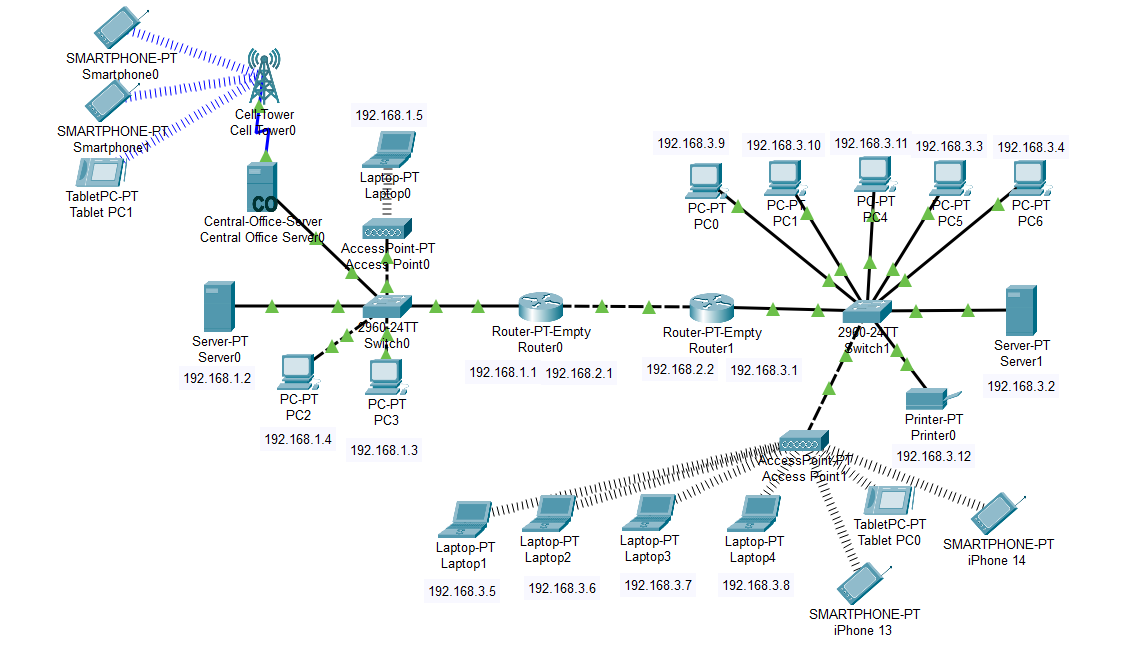 SMARTPHONE-PT
Smartphone0
SMARTPHONE-PT
Smartphone1
TabletPC-PT
Tablet PC1
Cell-Tower
Cell Tower0
CO
Central-Office-Server
Central Office Server0
192.168.1.5
Laptop-PT
Laptop0
AccessPoint-PT
Access Point0
Server-PT
Server0
192.168.1.2
2960-24TT
Switch0
PC-PT
PC2
192.168.1.4
PC-PT
PC3
192.168.1.3
Router-PT-Empty
Router0
192.168.1.1 192.168.2.1
Router-PT-Empty
Router1
192.168.2.2 192.168.3.1
192.168.3.9
PC-PT
PC0
192.168.3.10
PC-PT
PC1
192.168.3.11
PC-PT
PC4
192.168.3.3
PC-PT
PC5
192.168.3.4
PC-PT
PC6
2960-24TT
Switch1
Server-PT
Server1
192.168.3.2
Printer-PT
Printer0
192.168.3.12
AccessPoint-PT
Access Point1
Laptop-PT
Laptop1
192.168.3.5
Laptop-PT
Laptop2
192.168.3.6
Laptop-PT
Laptop3
192.168.3.7
Laptop-PT
Laptop4
192.168.3.8
TabletPC-PT
Tablet PC0
SMARTPHONE-PT
iPhone 14
SMARTPHONE-PT
iPhone 13